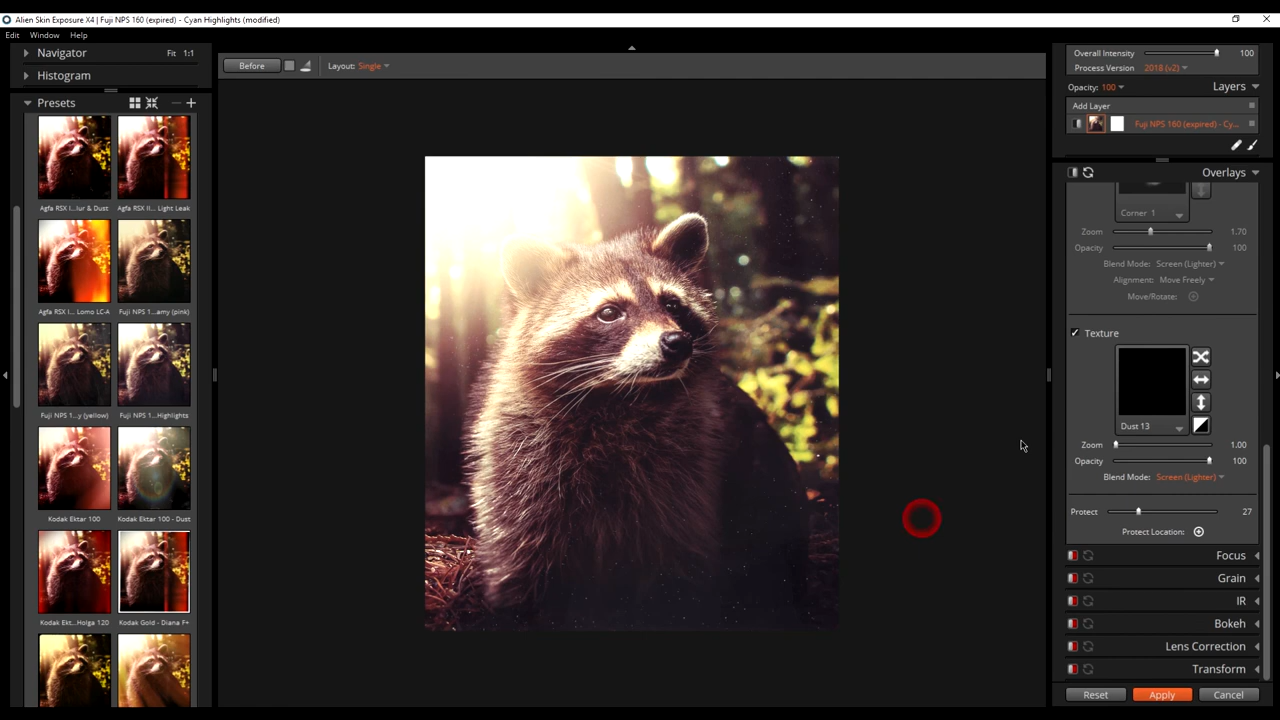 Alien Skin Exposure X4 | Fuji NPS 160 (expired) - Cyan Highlights (modified)
Edit Window Help
Navigator Fit 1:1
Histogram
Presets
Agfa RSX I...lur & Dust Agfa RSX II... Light Leak
Agfa RSX I... Lomo LC-A Fuji NPS 1...amy (pink)
Fuji NPS 1...y (yellow) Fuji NPS 1...Highlights
Kodak Ektar 100 Kodak Ektar 100 - Dust
Kodak Ekt...Holga 120 Kodak Gold - Diana F+
Before Layout: Single
Overall Intensity 100
Process Version 2018 (v2)
Opacity: 100 Layers
Add Layer
Fuji NPS 160 (expired) - Cy...
Overlays
Corner 1
Zoom 1.70
Opacity 100
Blend Mode: Screen (Lighter)
Alignment: Move Freely
Move/Rotate:
Texture
Dust 13
Zoom 1.00
Opacity 100
Blend Mode: Screen (Lighter)
Protect 27
Protect Location:
Focus
Grain
IR
Bokeh
Lens Correction
Transform
Reset Apply Cancel